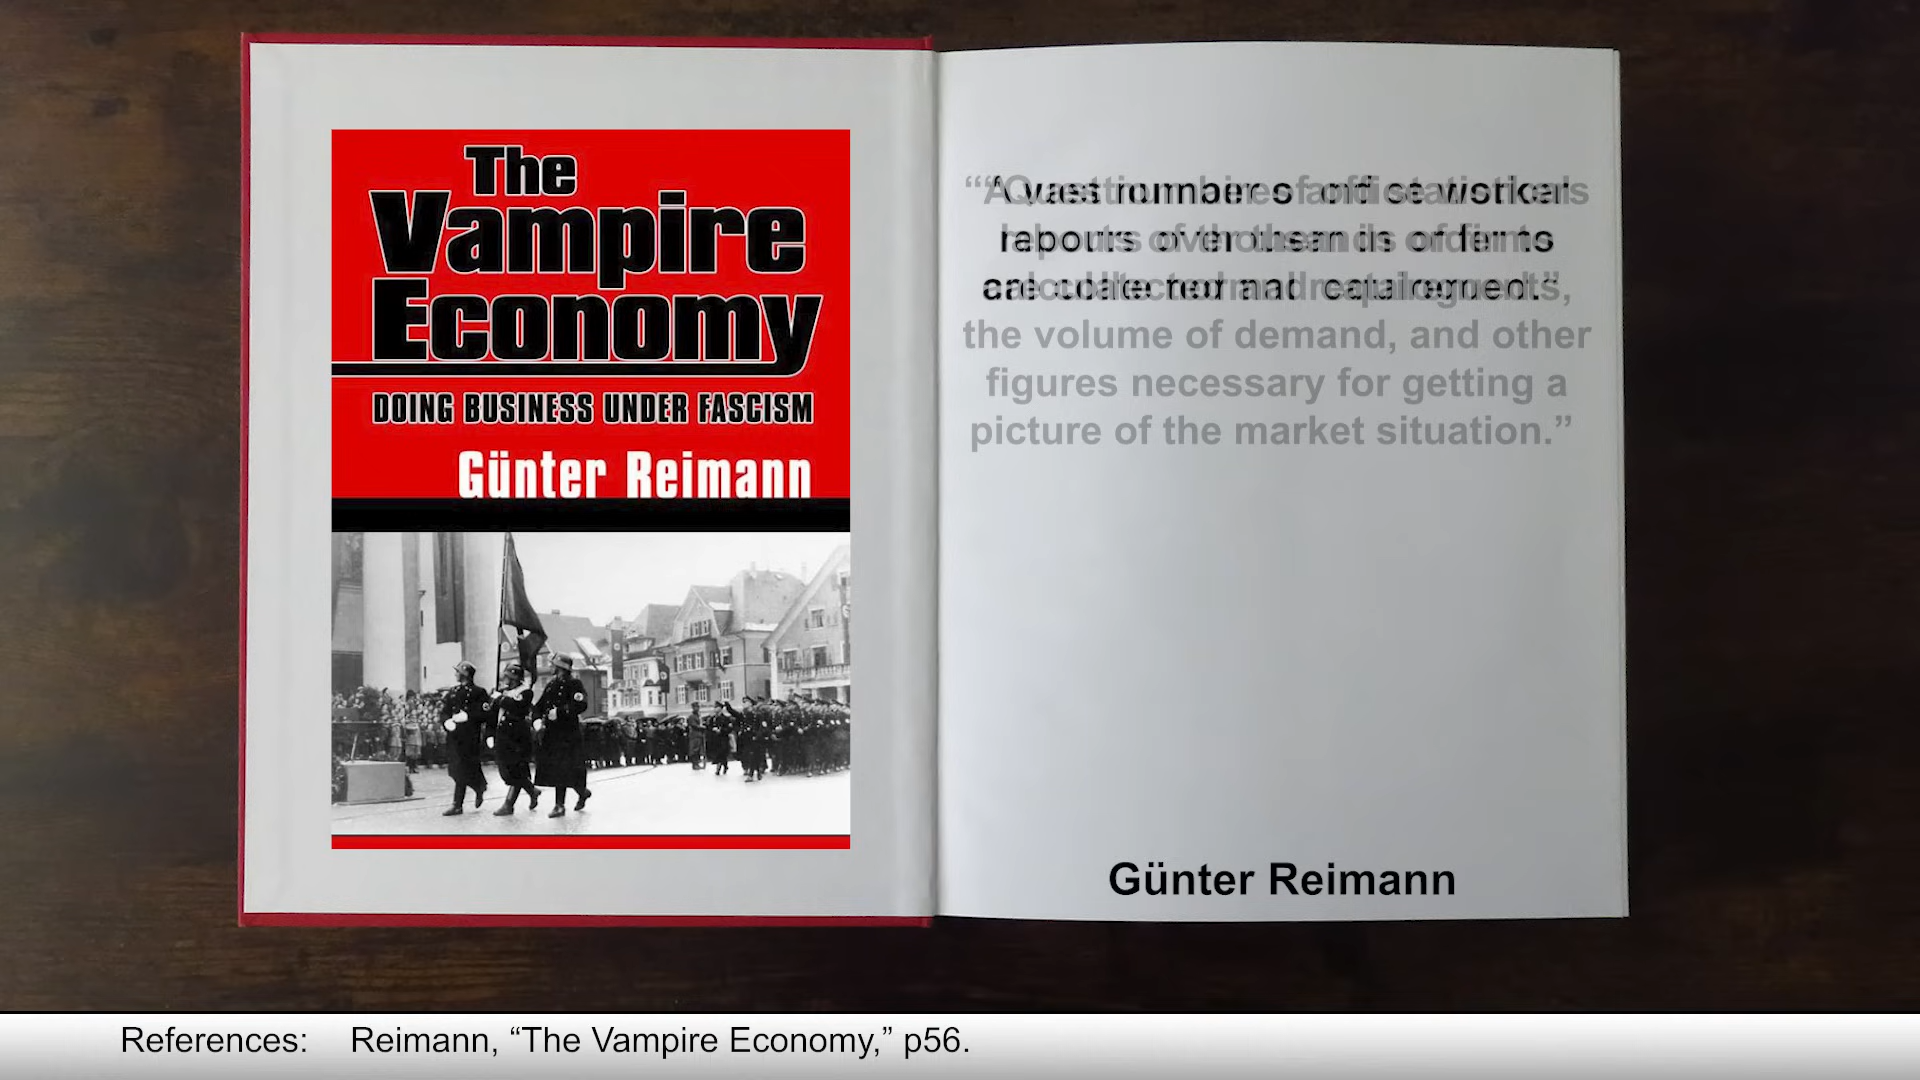 The
Vampire
Economy
DOING BUSINESS UNDER FASCISM
Günter Reimann
the volume of demand, and other
figures necessary for getting a
picture of the market situation.”
Günter Reimann
References: Reimann, “The Vampire Economy,” p56.